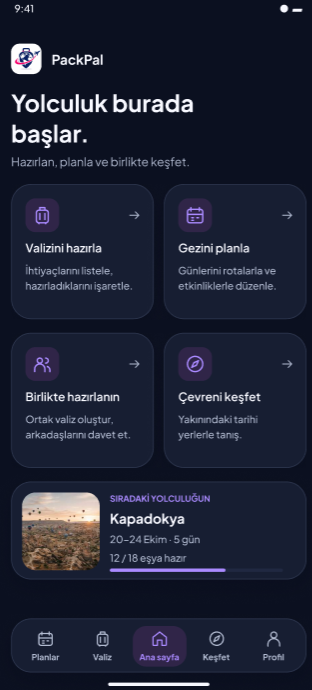 9:41
PackPal
Yolculuk burada
başlar.
Hazırlan, planla ve birlikte keşfet.
Valizini hazırla
İhtiyaçlarını listele,
hazırladıklarını işaretle.
Gezini planla
Günlerini rotalarla ve
etkinliklerle düzenle.
Birlikte hazırlanın
Ortak valiz oluştur,
arkadaşlarını davet et.
Çevreni keşfet
Yakınındaki tarihi
yerlerle tanış.
SIRADAKİ YOLCULUĞUN
Kapadokya
20–24 Ekim · 5 gün
12 / 18 eşya hazır
Planlar
Valiz
Ana sayfa
Keşfet
Profil